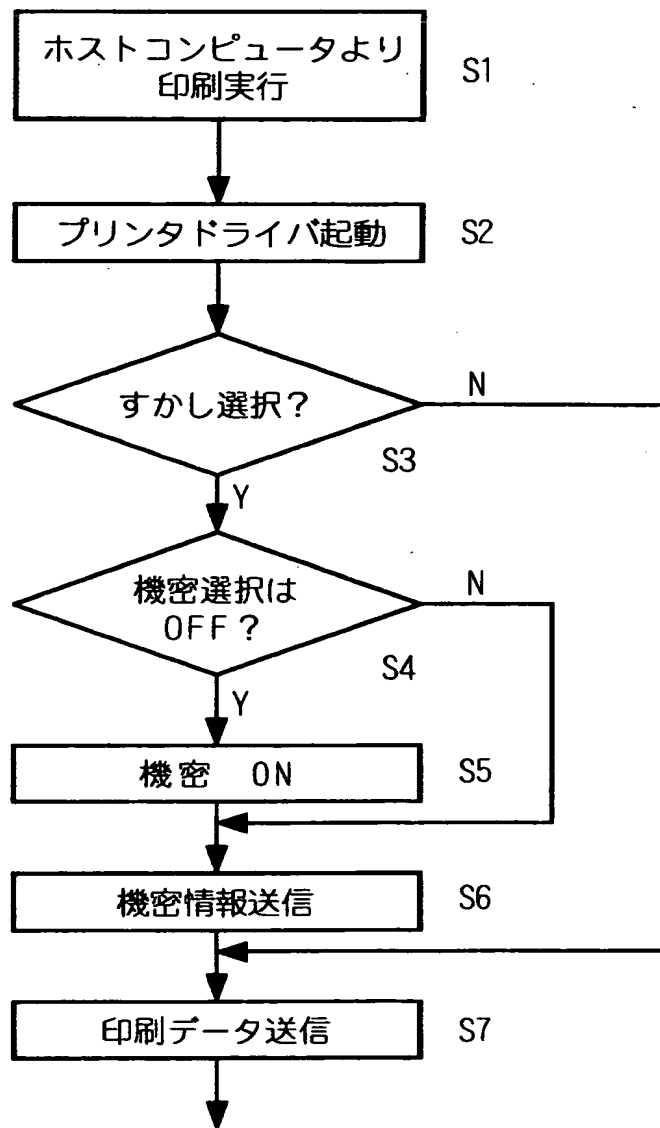 ホストコンピュータより
印刷実行
S1
プリンタドライバ起動
S2
すかし選択?
N
S3
Y
機密選択は
OFF?
N
S4
Y
機密 ON
S5
機密情報送信
S6
印刷データ送信
S7